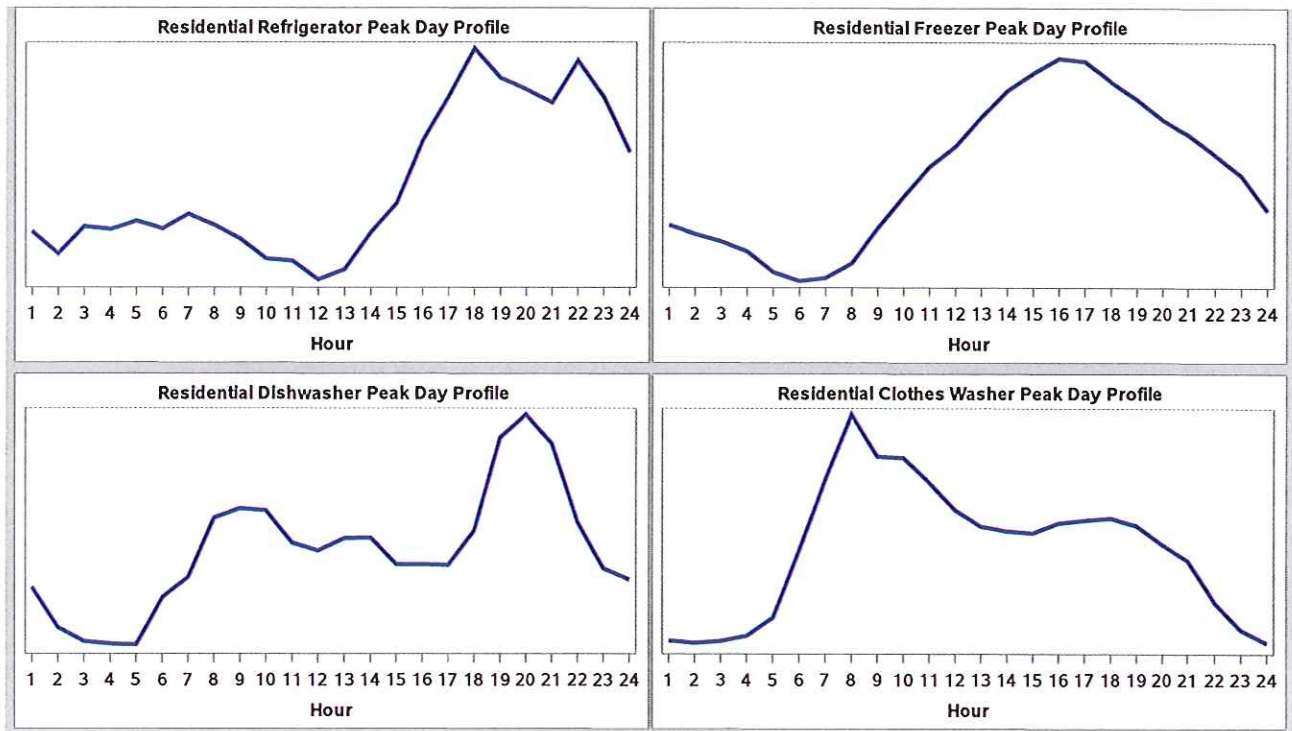 Residential Refrigerator Peak Day Profile
1 2 3 4 5 6 7 8 9 10 11 12 13 14 15 16 17 18 19 20 21 22 23 24
Hour
Residential Freezer Peak Day Profile
1 2 3 4 5 6 7 8 9 10 11 12 13 14 15 16 17 18 19 20 21 22 23 24
Hour
Residential Dishwasher Peak Day Profile
1 2 3 4 5 6 7 8 9 10 11 12 13 14 15 16 17 18 19 20 21 22 23 24
Hour
Residential Clothes Washer Peak Day Profile
1 2 3 4 5 6 7 8 9 10 11 12 13 14 15 16 17 18 19 20 21 22 23 24
Hour